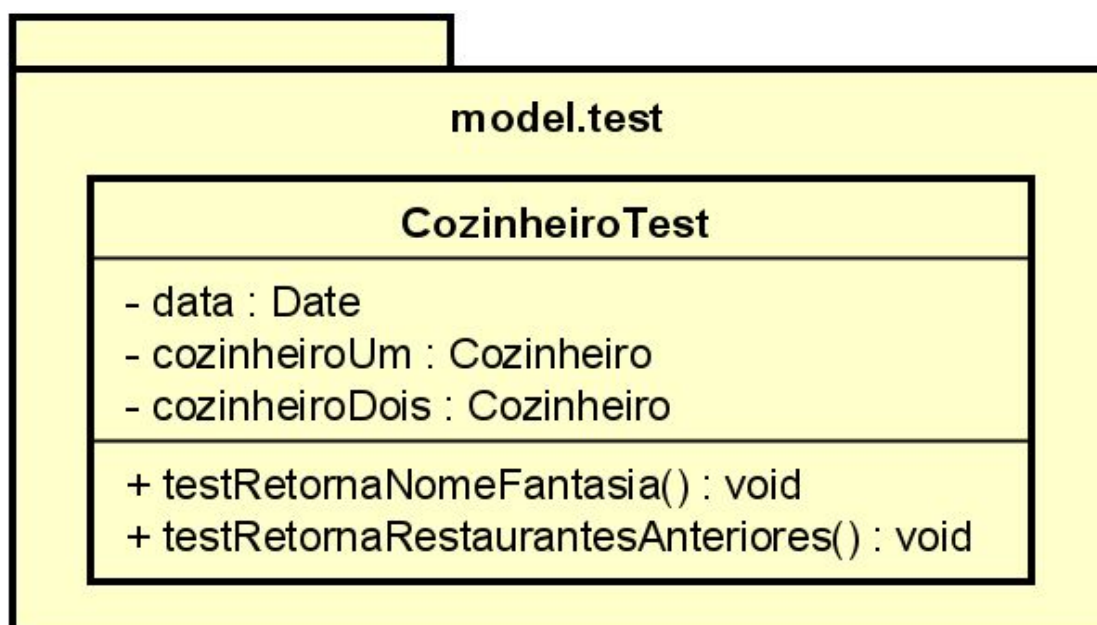 model.test
CozinheiroTest
- data : Date
- cozinheiroUm : Cozinheiro
- cozinheiroDois : Cozinheiro
+ testRetornaNomeFantasia() : void
+ testRetornaRestaurantesAnteriores() : void